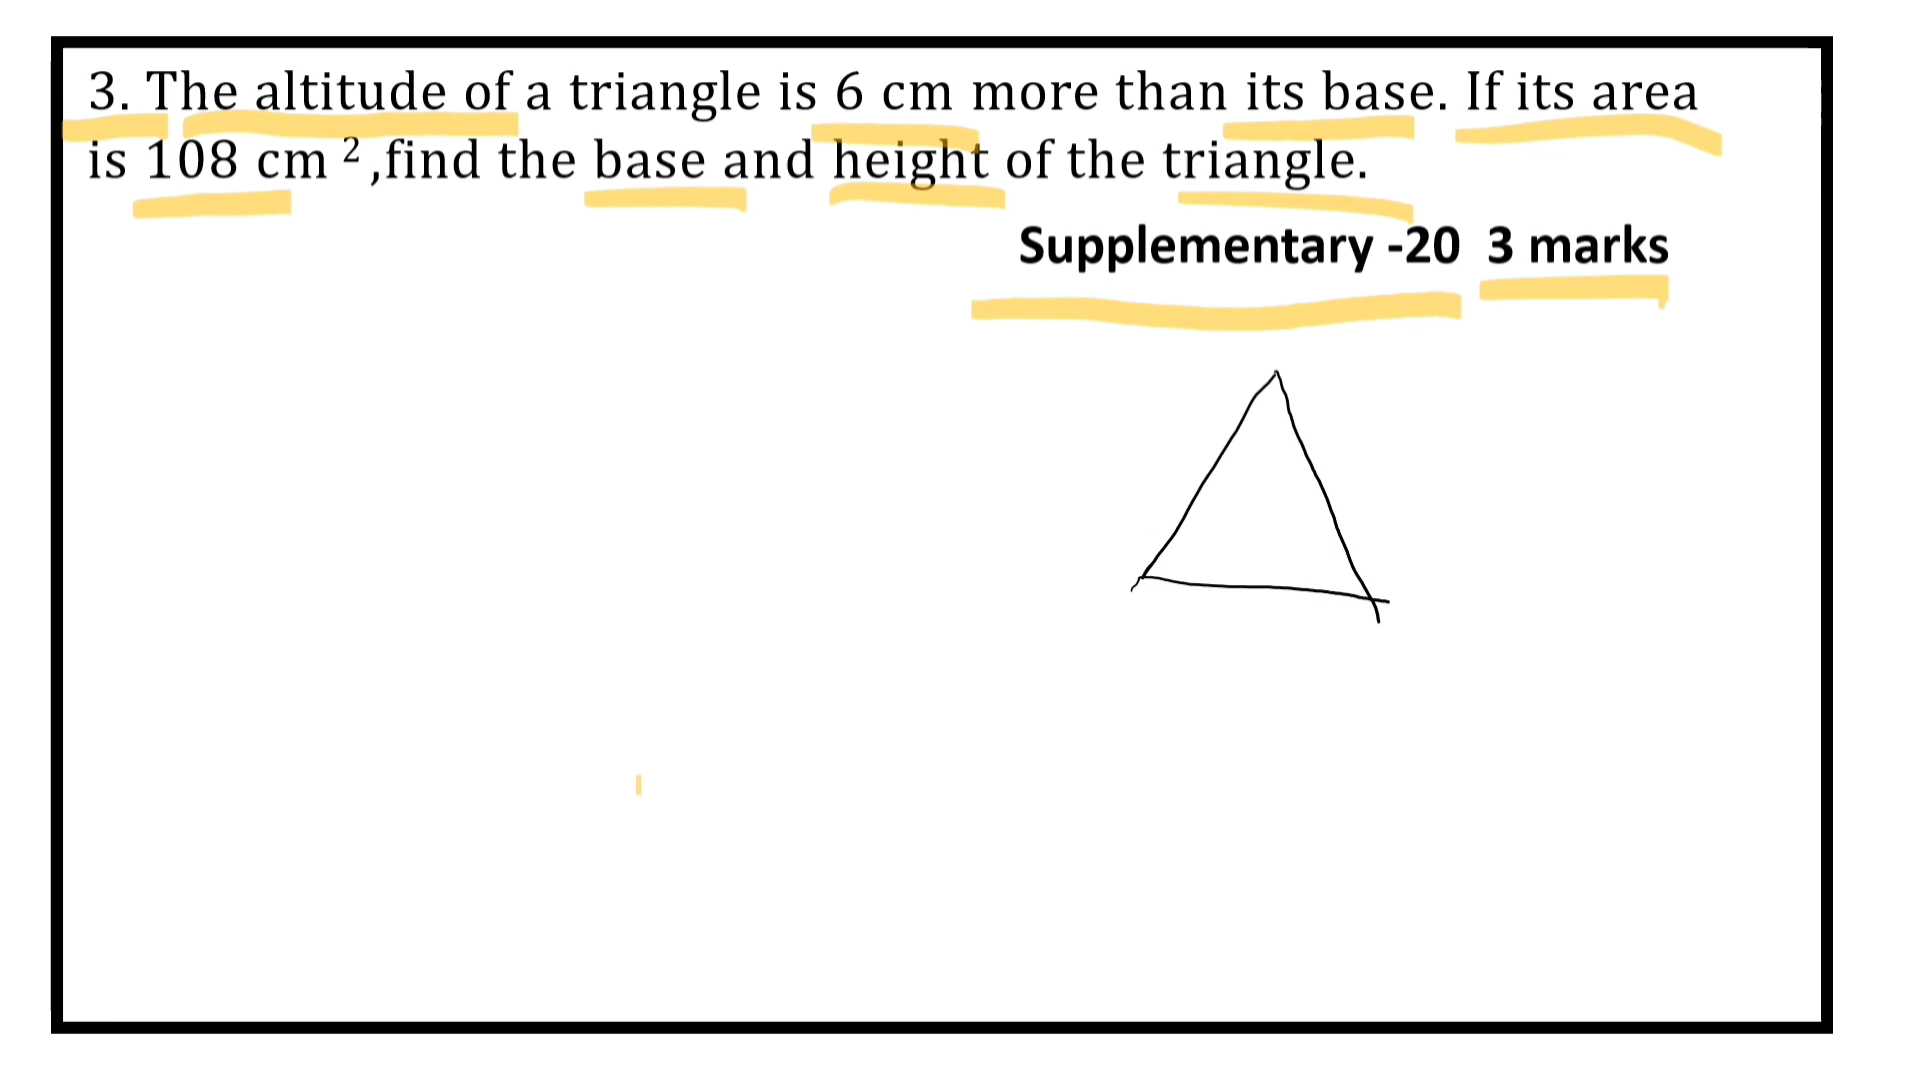 3. The altitude of a triangle is 6 cm more than its base. If its area
is 108 cm ²,find the base and height of the triangle.
Supplementary -20 3 marks